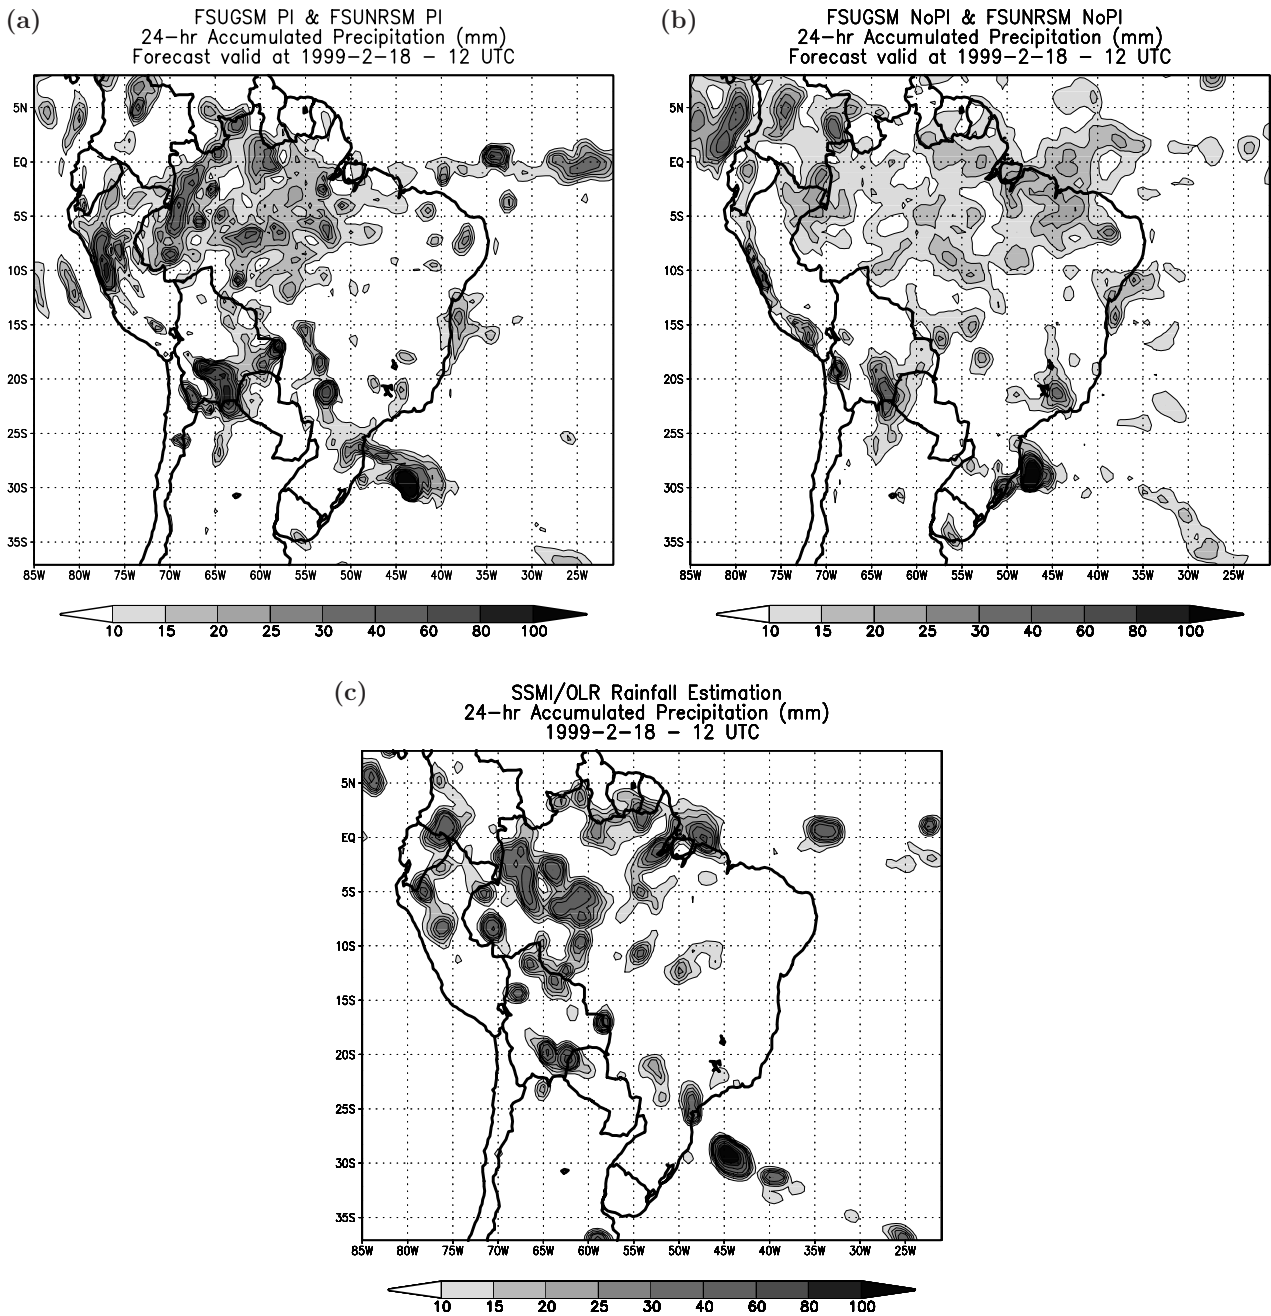 (a)
FSUGSM PI & FSUNRSM PI
24-hr Accumulated Precipitation (mm)
Forecast valid at 1999-2-18 - 12 UTC
5N
EQ
5S
10S
15S
20S
25S
30S
35S
85W 80W 75W 70W 65W 60W 55W 50W 45W 40W 35W 30W 25W
10 15 20 25 30 40 60 80 100
(b)
FSUGSM NoPI & FSUNRSM NoPI
24-hr Accumulated Precipitation (mm)
Forecast valid at 1999-2-18 - 12 UTC
5N
EQ
5S
10S
15S
20S
25S
30S
35S
85W 80W 75W 70W 65W 60W 55W 50W 45W 40W 35W 30W 25W
10 15 20 25 30 40 60 80 100
(c)
SSMI/OLR Rainfall Estimation
24-hr Accumulated Precipitation (mm)
1999-2-18 - 12 UTC
5N
EQ
5S
10S
15S
20S
25S
30S
35S
85W 80W 75W 70W 65W 60W 55W 50W 45W 40W 35W 30W 25W
10 15 20 25 30 40 60 80 100